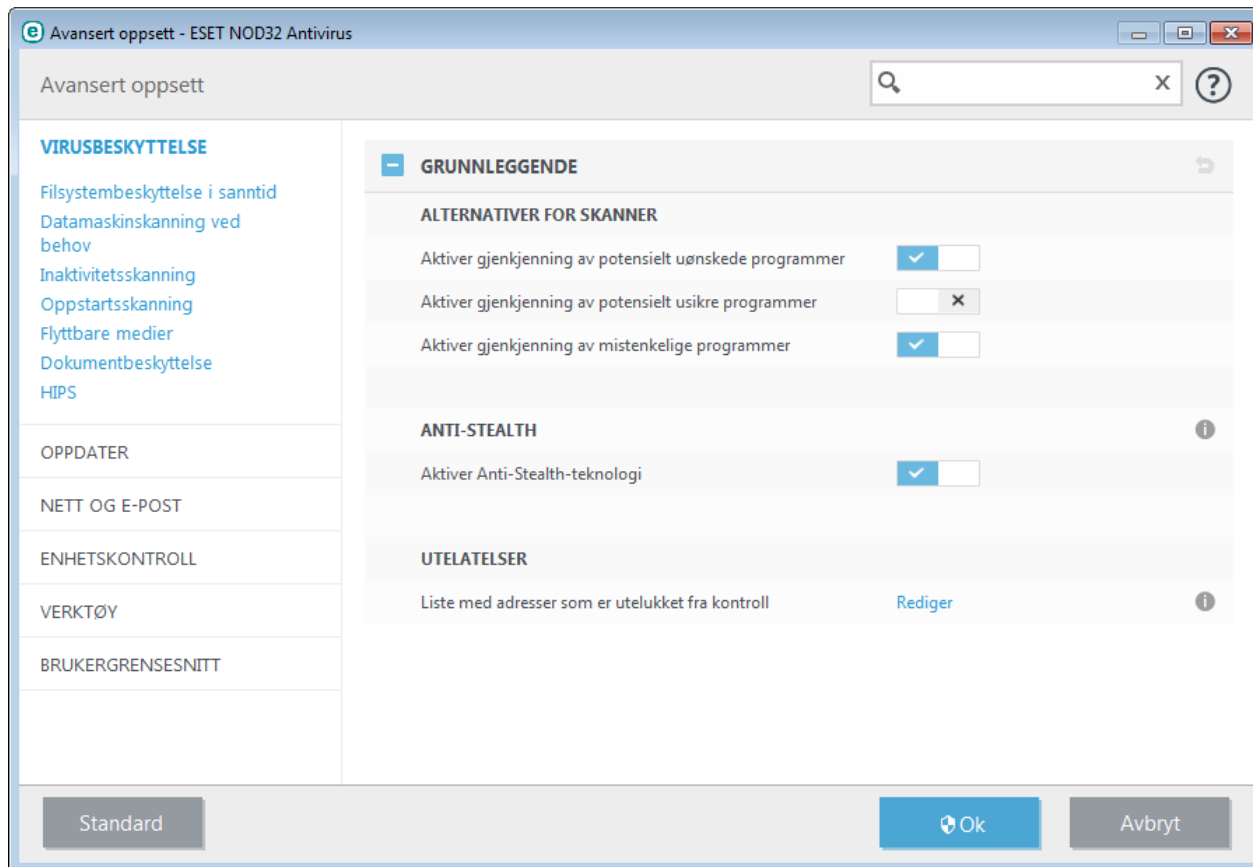 Avansert oppsett - ESET NOD32 Antivirus
Avansert oppsett
VIRUSBESKYTTELSE
Filsystembeskyttelse i sanntid
Datamaskinskanning ved
behov
Inaktivitetsskanning
Oppstartsskanning
Flyttbare medier
Dokumentbeskyttelse
HIPS
OPPDATER
NETT OG E-POST
ENHETSKONTROLL
VERKTØY
BRUKERGRENSESNITT
GRUNNLEGGENDE
ALTERNATIVER FOR SKANNER
Aktiver gjenkjenning av potensielt uønskede programmer
Aktiver gjenkjenning av potensielt usikre programmer
Aktiver gjenkjenning av mistenkelige programmer
ANTI-STEALTH
Aktiver Anti-Stealth-teknologi
UTELATELSER
Liste med adresser som er utelukket fra kontroll Rediger
Standard
Ok
Avbryt